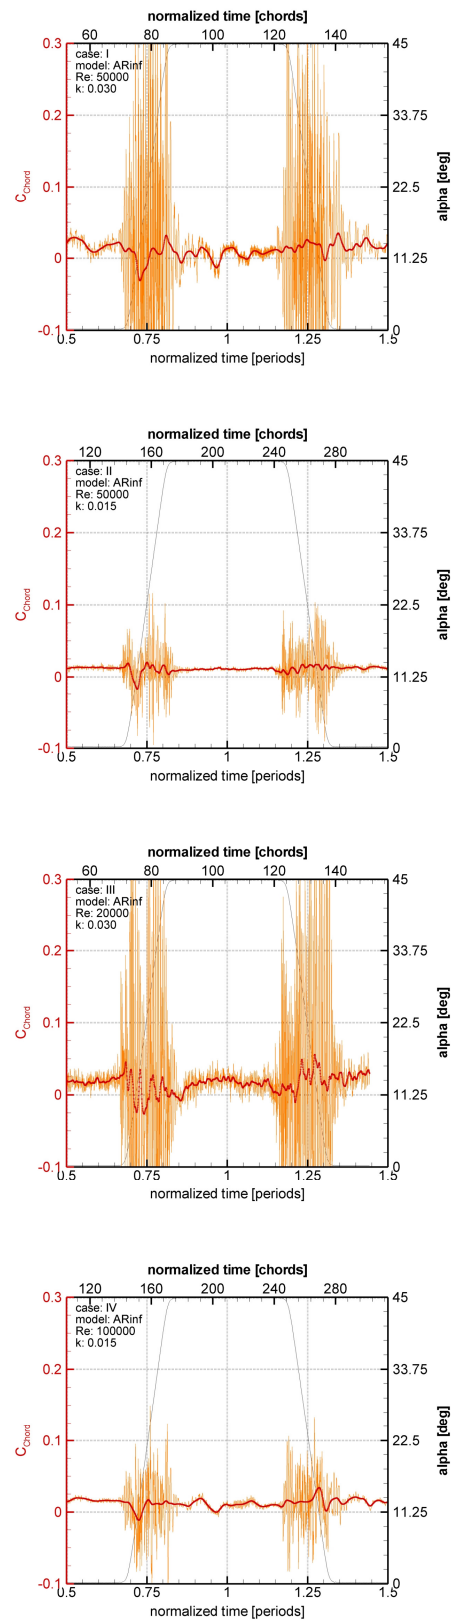 normalized time [chords]
60 80 100 120 140
0.3 45
case: I
model: ARinf
Re: 50000
k: 0.030
0.2 33.75
0.1 22.5
C_Chord
alpha [deg]
0 11.25
-0.1 0
0.5 0.75 1 1.25 1.5
normalized time [periods]
normalized time [chords]
120 160 200 240 280
0.3 45
case: II
model: ARinf
Re: 50000
k: 0.015
0.2 33.75
0.1 22.5
C_Chord
alpha [deg]
0 11.25
-0.1 0
0.5 0.75 1 1.25 1.5
normalized time [periods]
normalized time [chords]
60 80 100 120 140
0.3 45
case: III
model: ARinf
Re: 20000
k: 0.030
0.2 33.75
0.1 22.5
C_Chord
alpha [deg]
0 11.25
-0.1 0
0.5 0.75 1 1.25 1.5
normalized time [periods]
normalized time [chords]
120 160 200 240 280
0.3 45
case: IV
model: ARinf
Re: 100000
k: 0.015
0.2 33.75
0.1 22.5
C_Chord
alpha [deg]
0 11.25
-0.1 0
0.5 0.75 1 1.25 1.5
normalized time [periods]